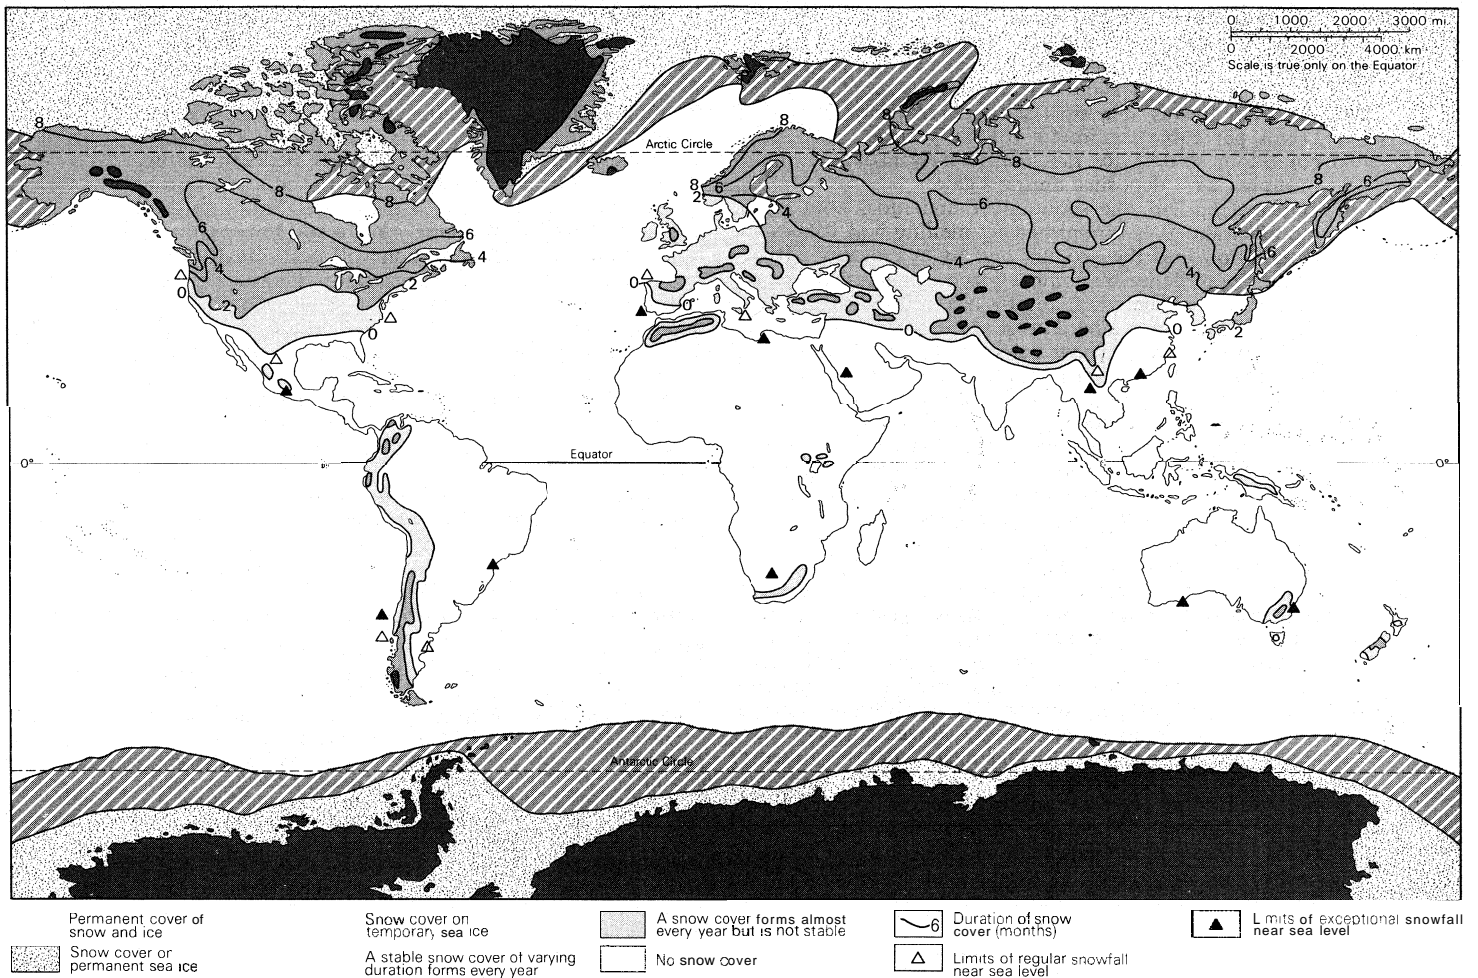 0 1000 2000 3000 mi.
0 2000 4000 km
Scale is true only on the Equator
8
8
8
8
Arctic Circle
8
8
8
8
6
6
2
4
6
6
6
6
4
4
4
4
2
2
0
0
0
0
0
0
2
0° Equator 0°
Antarctic Circle
Permanent cover of
snow and ice
Snow cover or
permanent sea ice
Snow cover on
temporary sea ice
A stable snow cover of varying
duration forms every year
A snow cover forms almost
every year but is not stable
No snow cover
6 Duration of snow
cover (months)
Limits of regular snowfall
near sea level
L mits of exceptional snowfall
near sea level